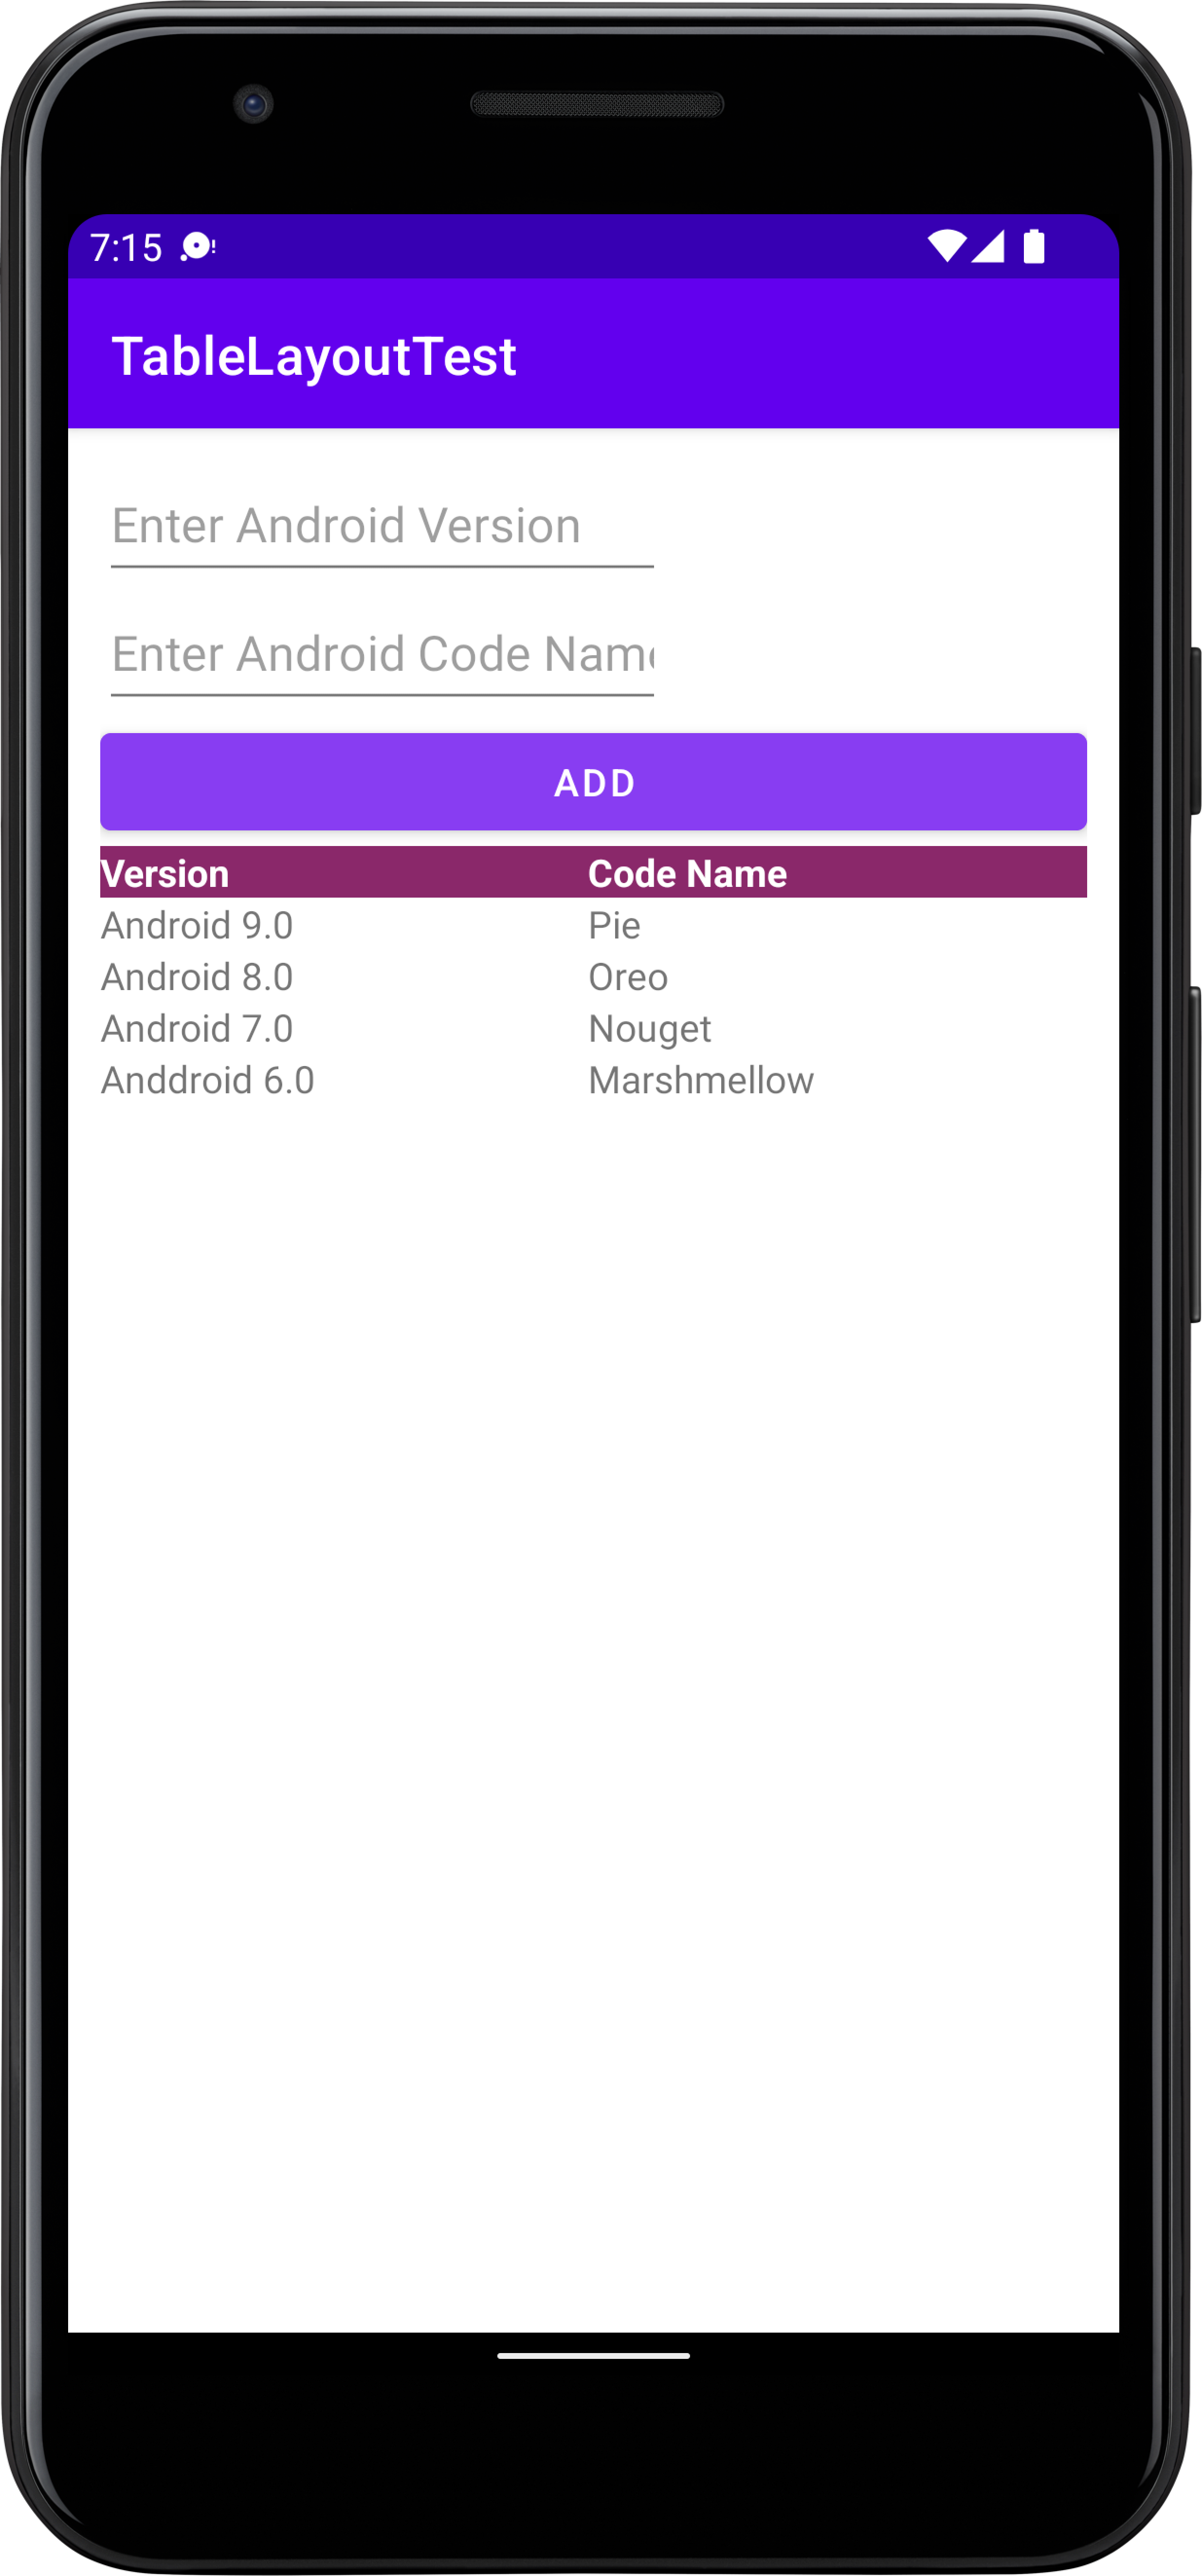 7:15
TableLayoutTest
Enter Android Version
Enter Android Code Nam
ADD
Version Code Name
Android 9.0 Pie
Android 8.0 Oreo
Android 7.0 Nouget
Anddroid 6.0 Marshmellow